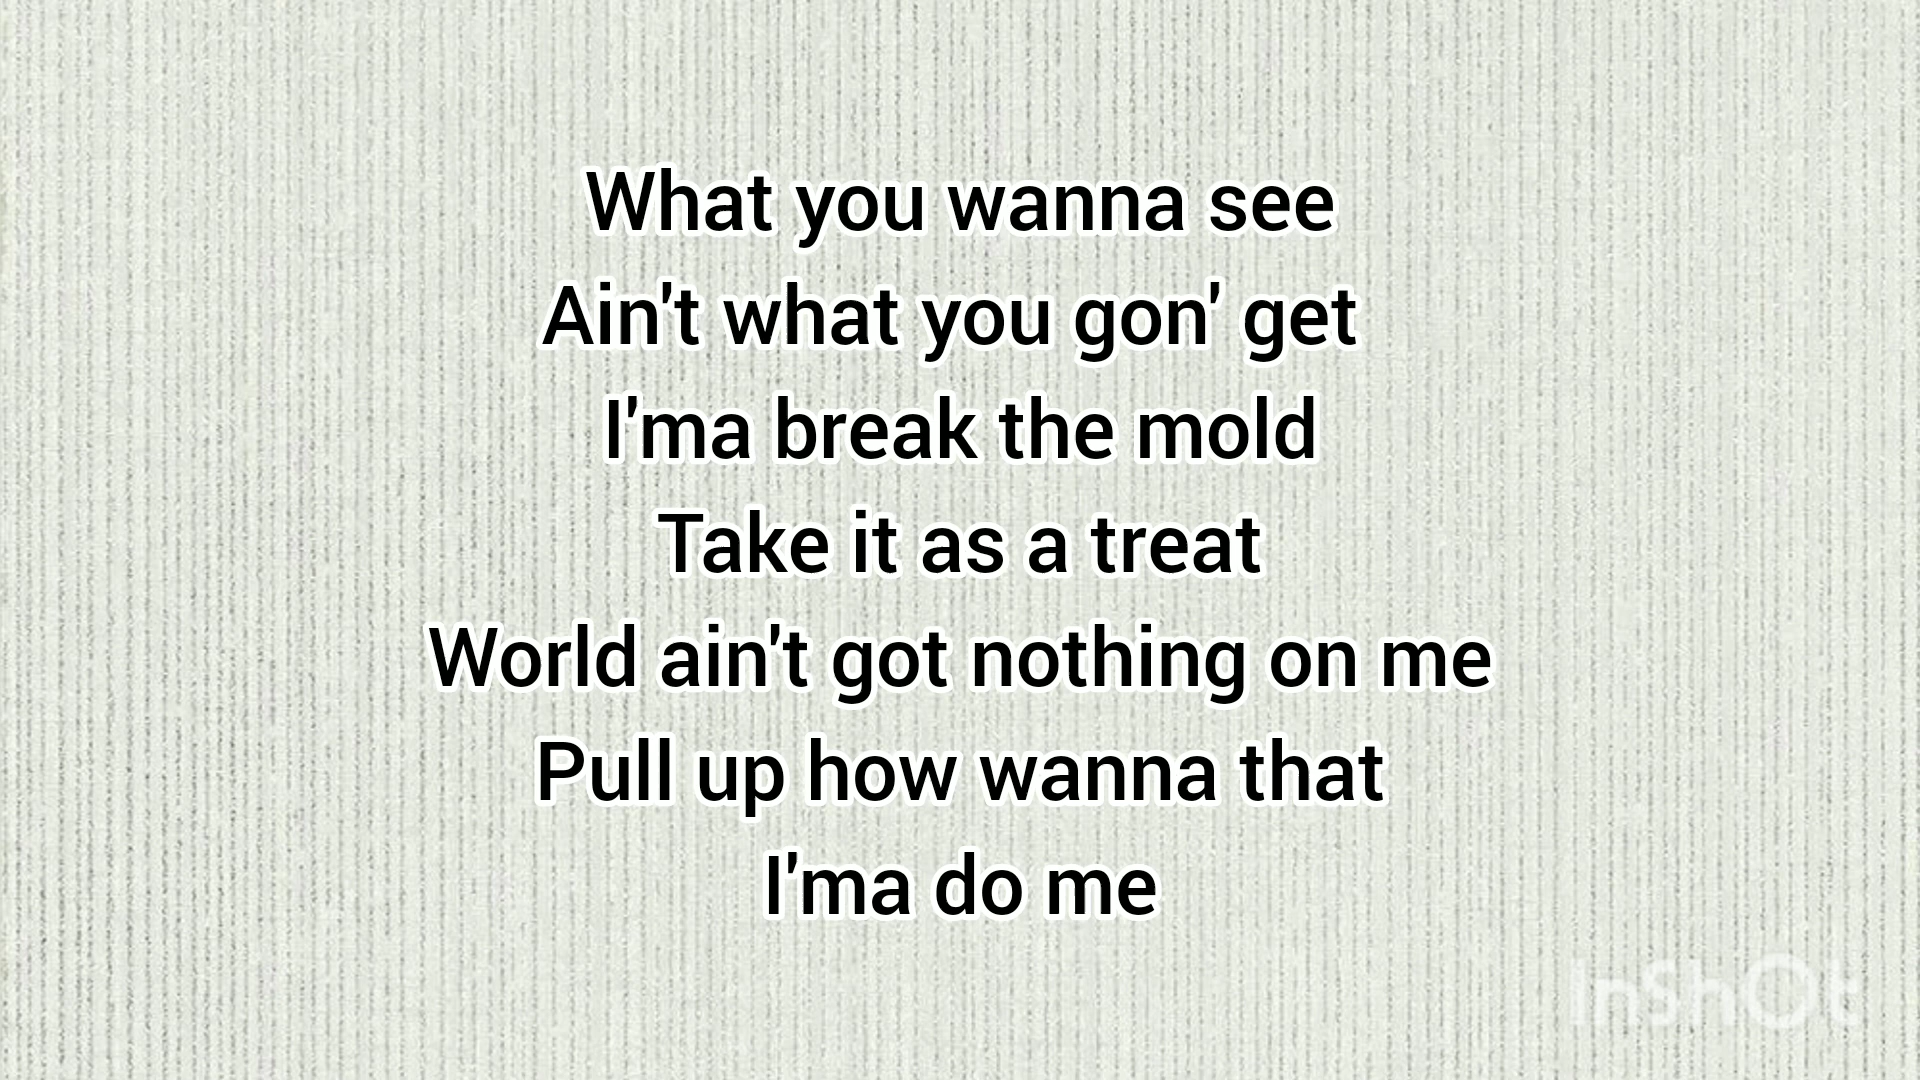 What you wanna see
Ain't what you gon' get
I'ma break the mold
Take it as a treat
World ain't got nothing on me
Pull up how wanna that
I'ma do me
InShOt